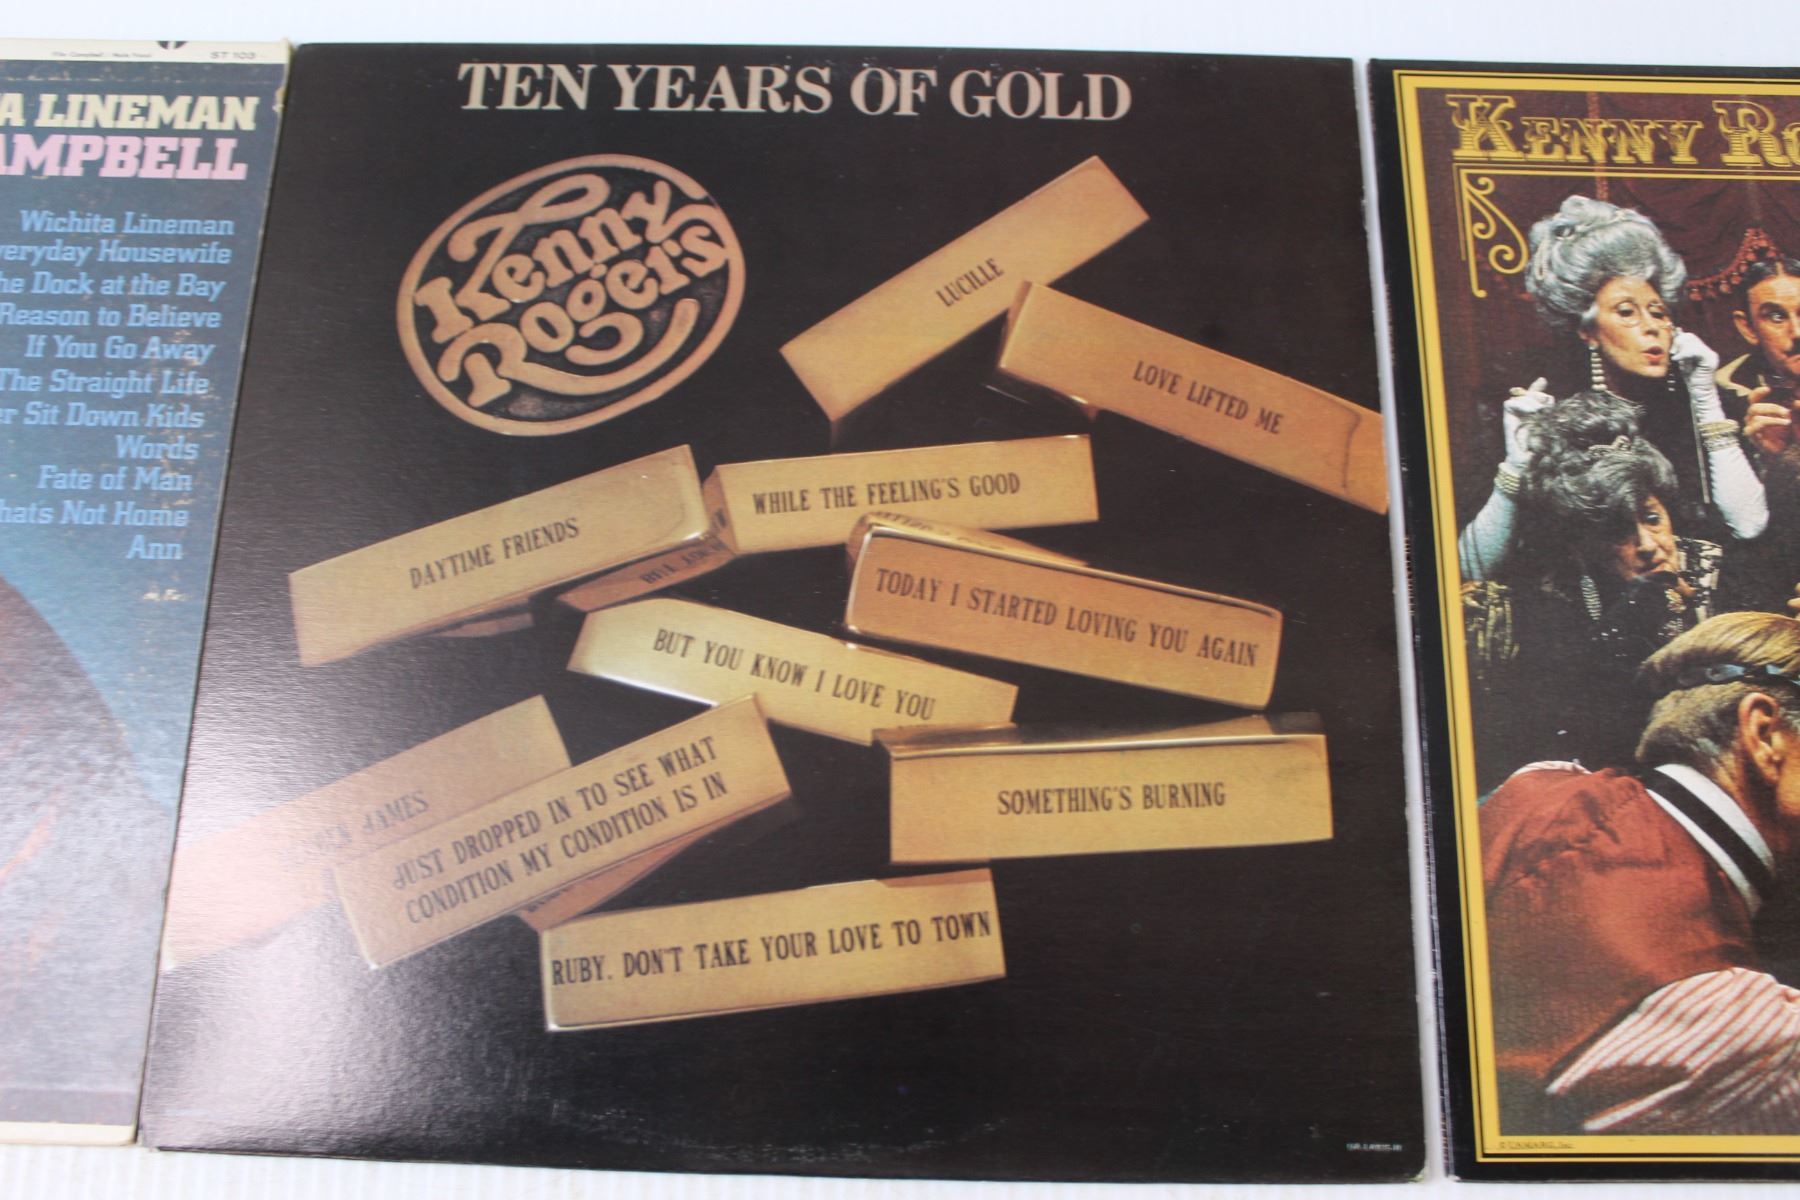 ST 103
A LINEMAN
AMPBELL
Wichita Lineman
veryday Housewife
he Dock at the Bay
Reason to Believe
If You Go Away
The Straight Life
er Sit Down Kids
Words
Fate of Man
hats Not Home
Ann
TEN YEARS OF GOLD
Kenny
Rogers
LUCILLE
LOVE LIFTED ME
WHILE THE FEELING'S GOOD
DAYTIME FRIENDS
TODAY I STARTED LOVING YOU AGAIN
BUT YOU KNOW I LOVE YOU
SOMETHING'S BURNING
JAMES
JUST DROPPED IN TO SEE WHAT
CONDITION MY CONDITION IS IN
RUBY. DON'T TAKE YOUR LOVE TO TOWN
KENNY RO